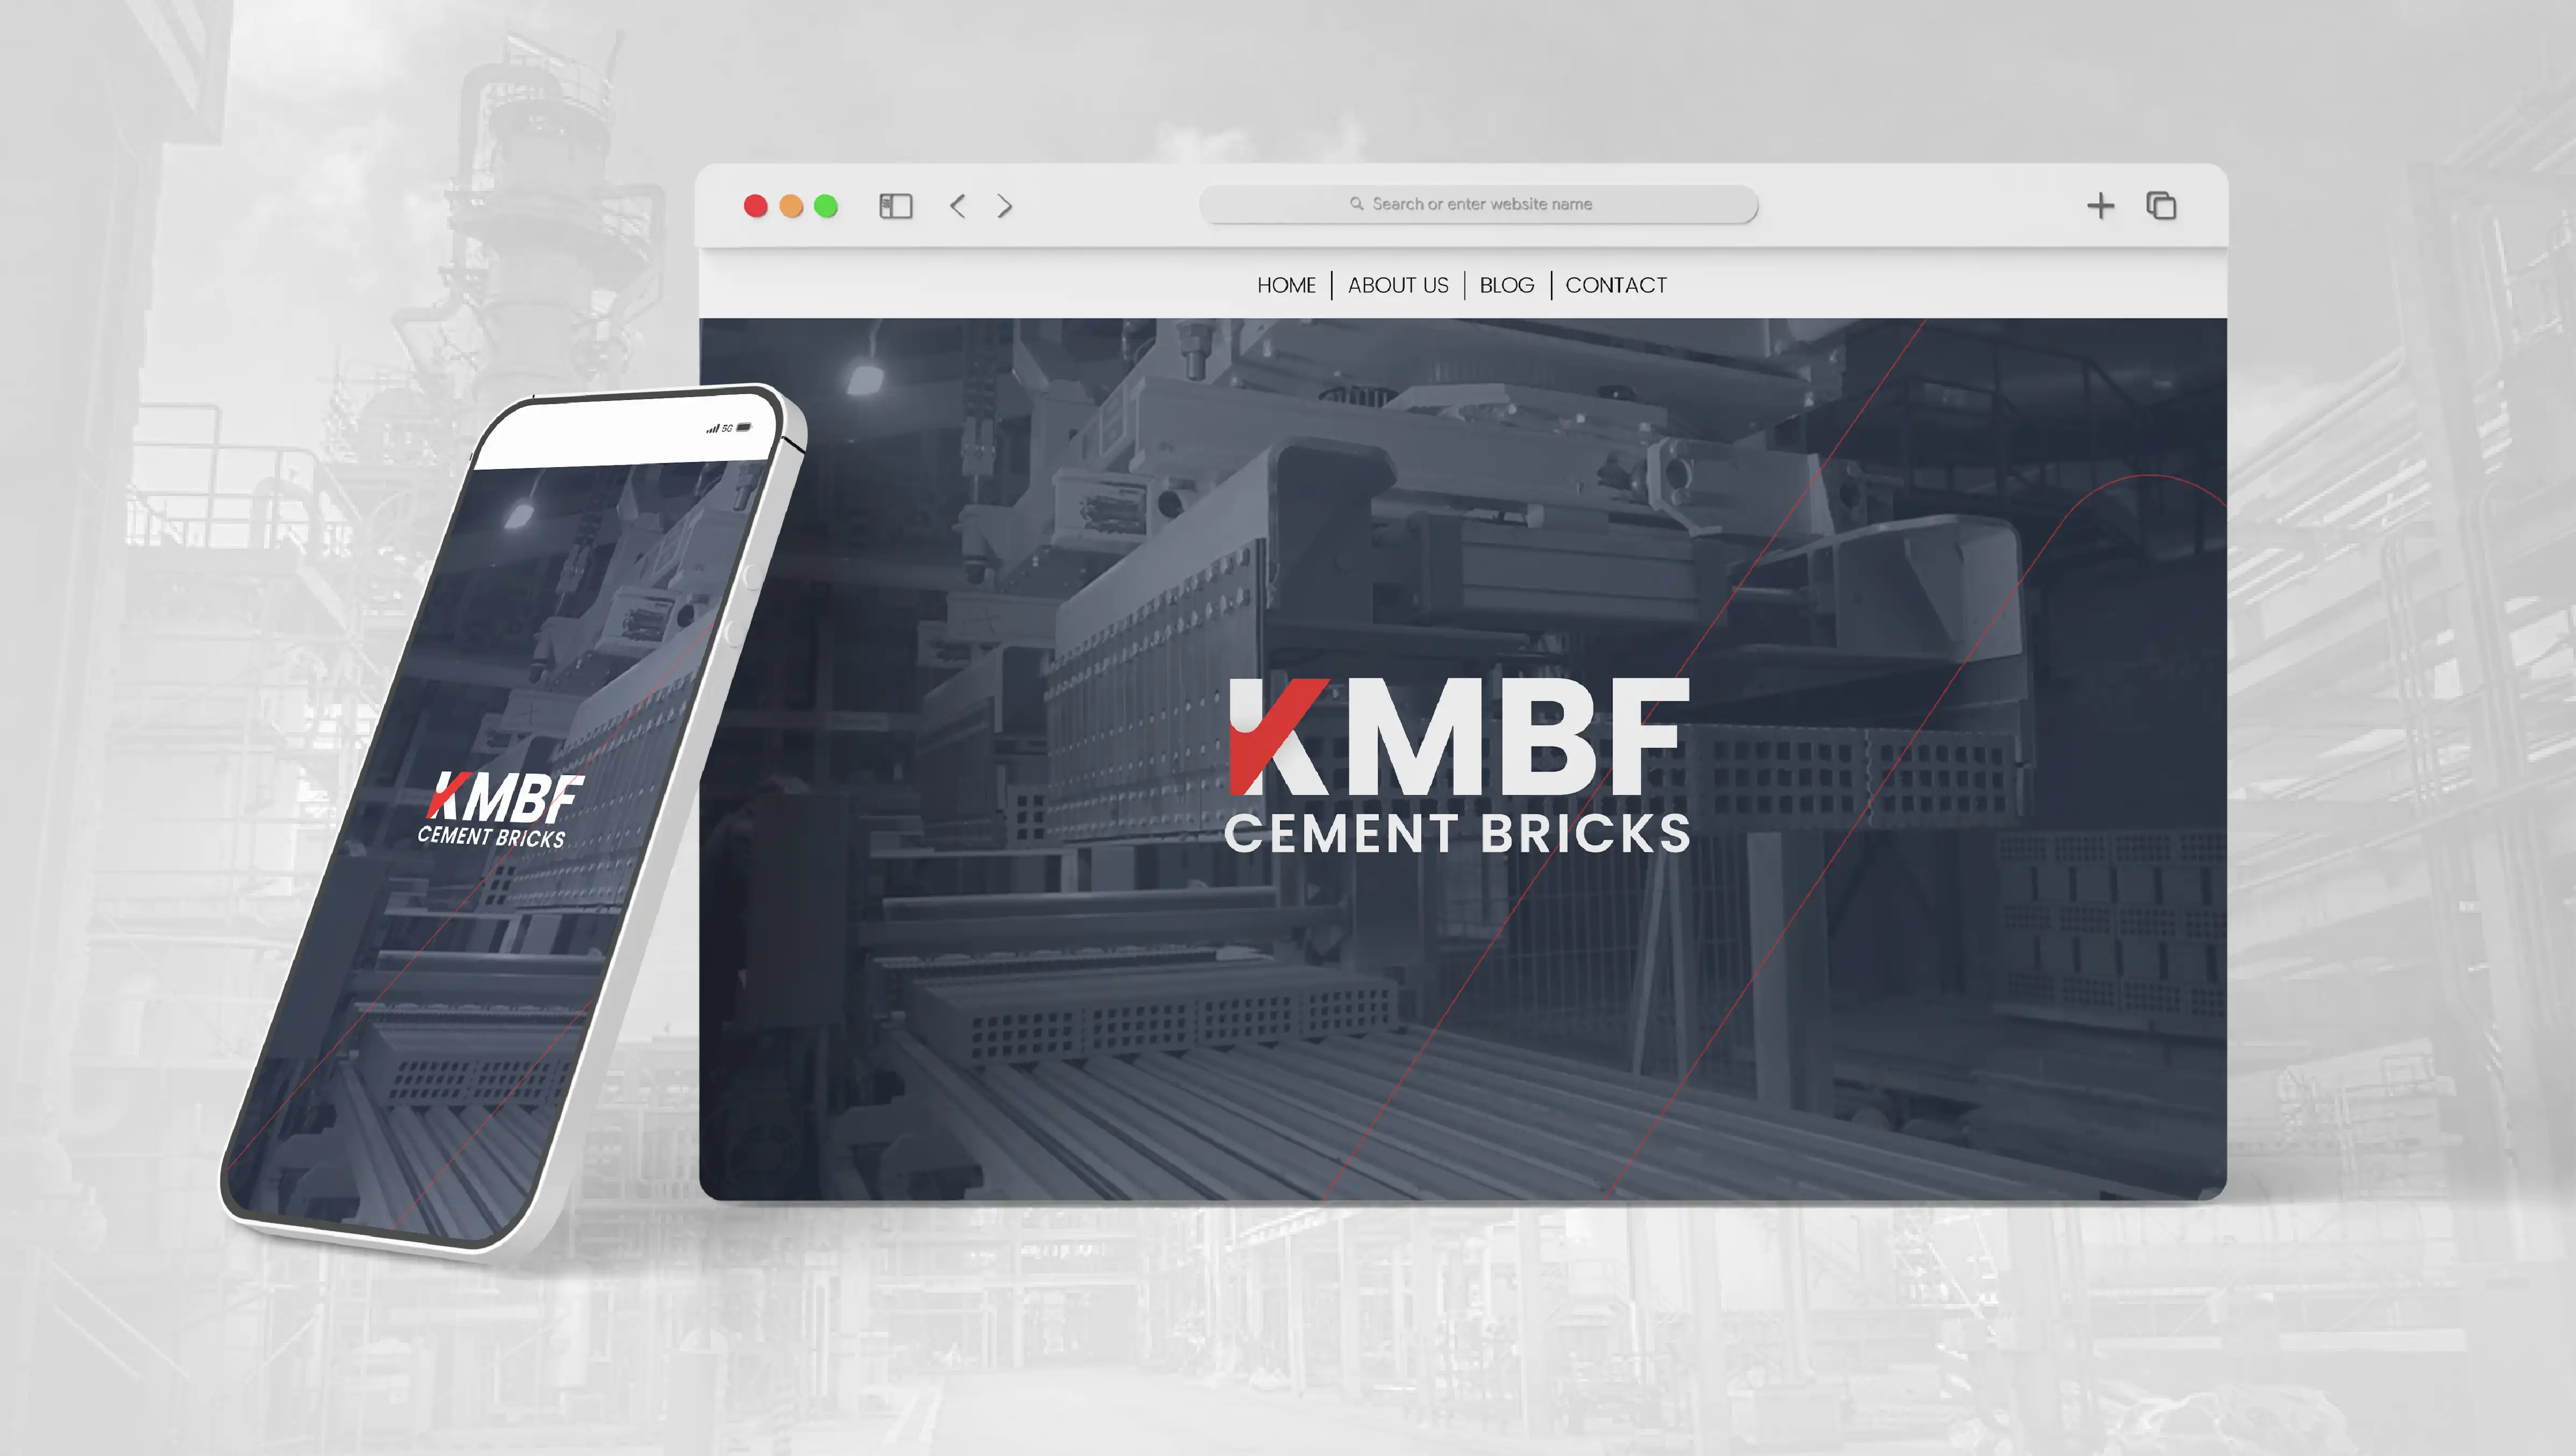 Search or enter website name
HOME | ABOUT US | BLOG | CONTACT
5G
KMBF
CEMENT BRICKS
KMBF
CEMENT BRICKS